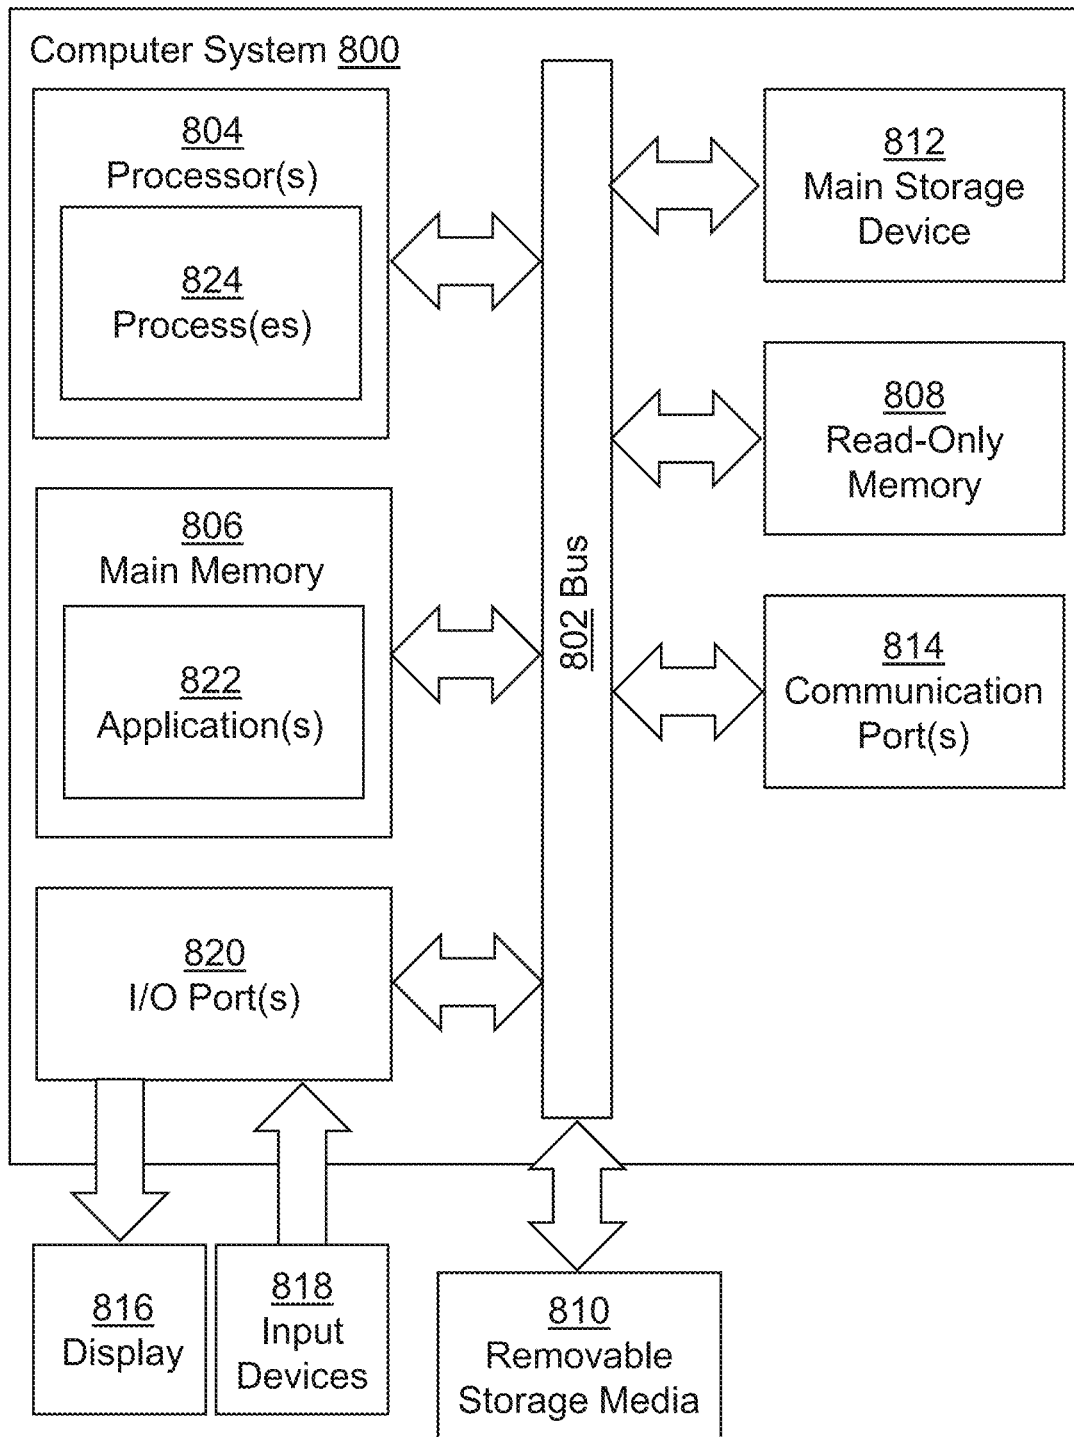 Computer System 800
804
Processor(s)
824
Process(es)
806
Main Memory
822
Application(s)
820
I/O Port(s)
802 Bus
812
Main Storage
Device
808
Read-Only
Memory
814
Communication
Port(s)
816
Display
818
Input
Devices
810
Removable
Storage Media